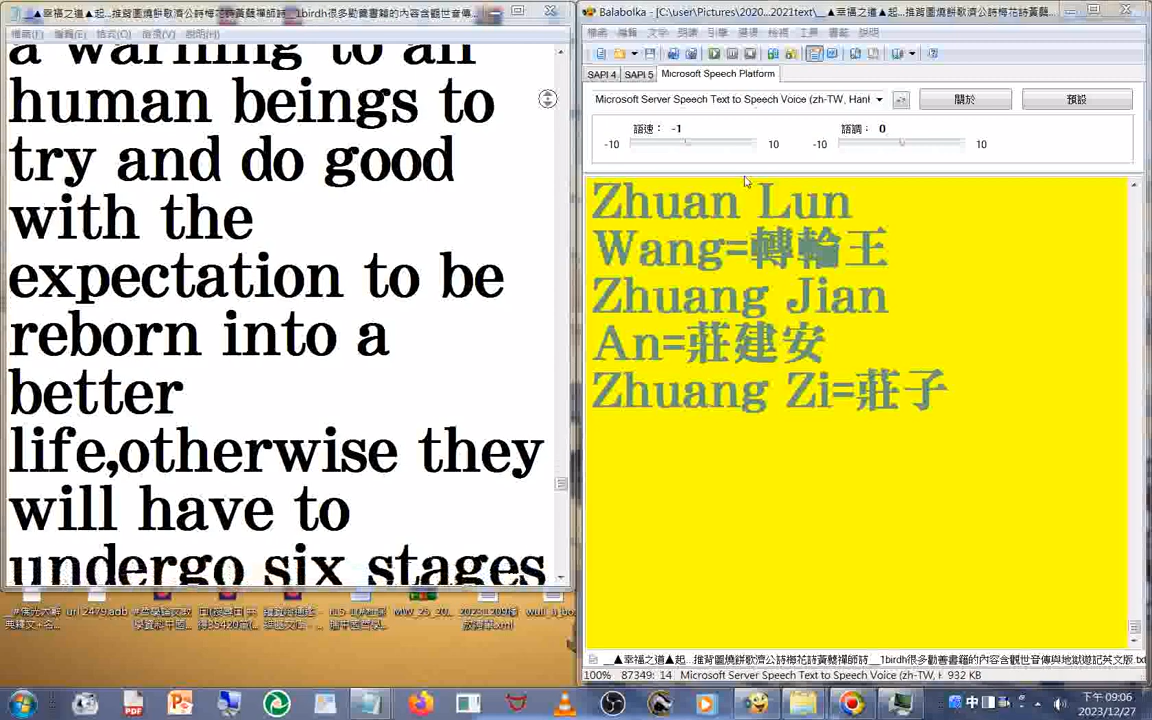 a warning to all
human beings to
try and do good
with the
expectation to be
reborn into a
better
life,otherwise they
will have to
undergo six stages
Balabolka - [C:\user\Pictures\2020...2021text\
SAPI 4
SAPI 5
Microsoft Speech Platform
Microsoft Server Speech Text to Speech Voice (zh-TW, Han
關於
預設
語速： -1
語調： 0
-10
10
-10
10
Zhuan Lun
Wang=轉輪王
Zhuang Jian
An=莊建安
Zhuang Zi=莊子
100%
87349: 14
Microsoft Server Speech Text to Speech Voice (zh-TW, H
932 KB
下午 09:06
2023/12/27